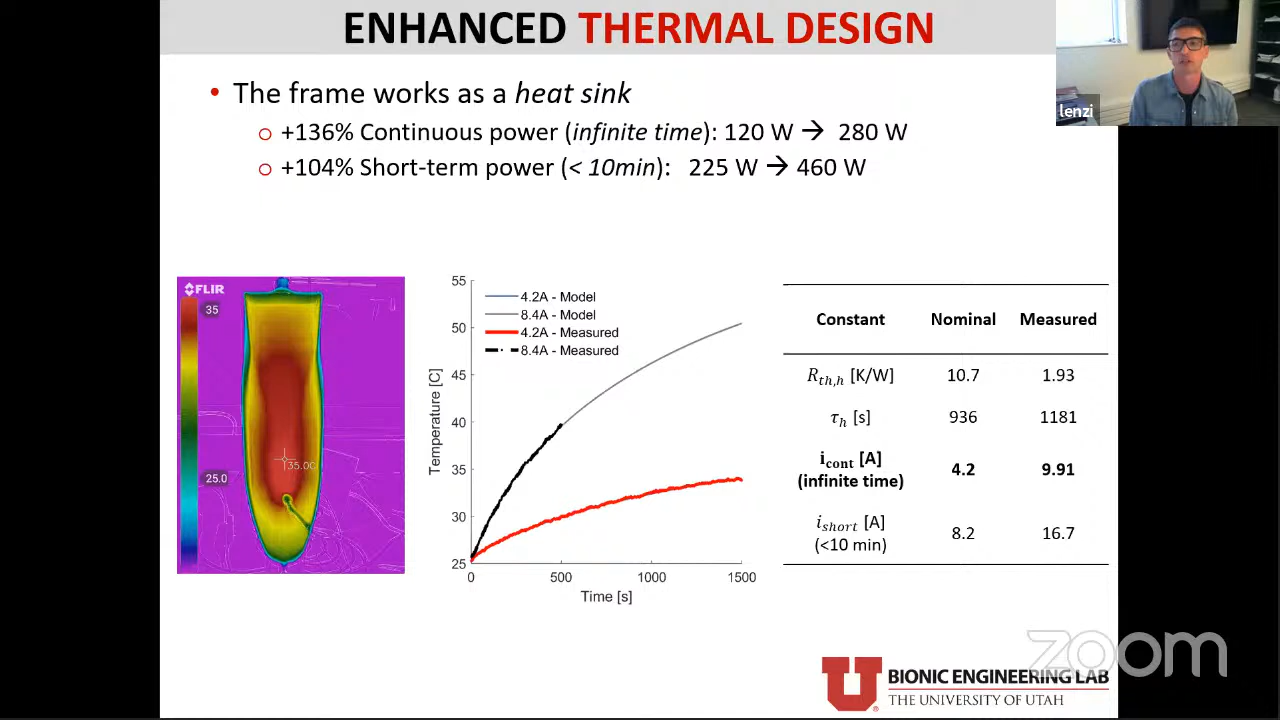 ENHANCED THERMAL DESIGN
lenzi
• The frame works as a heat sink
o +136% Continuous power (infinite time): 120 W → 280 W
o +104% Short-term power (< 10min): 225 W → 460 W
FLIR
35
35.0C
25.0
55
50
45
40
35
30
25
Temperature [C]
4.2A - Model
8.4A - Model
4.2A - Measured
8.4A - Measured
0 500 1000 1500
Time [s]
Constant Nominal Measured
R_th,h [K/W] 10.7 1.93
τ_h [s] 936 1181
i_cont [A]
(infinite time) 4.2 9.91
i_short [A]
(<10 min) 8.2 16.7
zoom
U BIONIC ENGINEERING LAB
THE UNIVERSITY OF UTAH